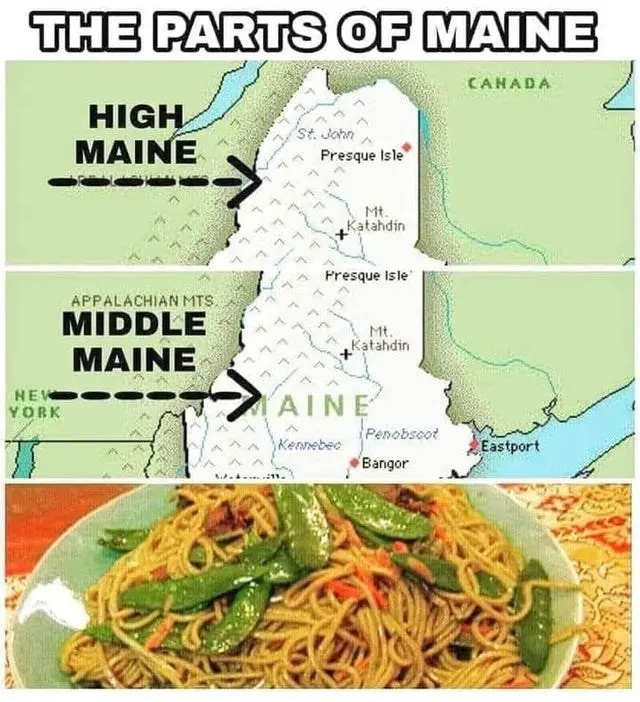 THE PARTS OF MAINE
CANADA
HIGH
MAINE
St. John
Presque Isle
Mt.
Katahdin
Presque Isle
APPALACHIAN MTS.
MIDDLE
MAINE
Mt.
Katahdin
NEW
YORK
MAINE
Kennebec
Penobscot
Eastport
Bangor